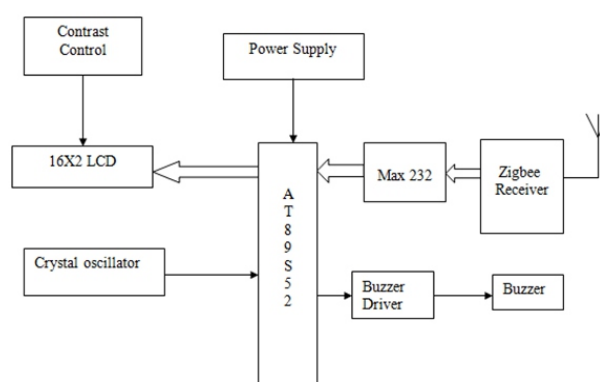 Contrast
Control
Power Supply
16X2 LCD
Max 232
Zigbee
Receiver
A
T
8
9
S
5
2
Crystal oscillator
Buzzer
Driver
Buzzer